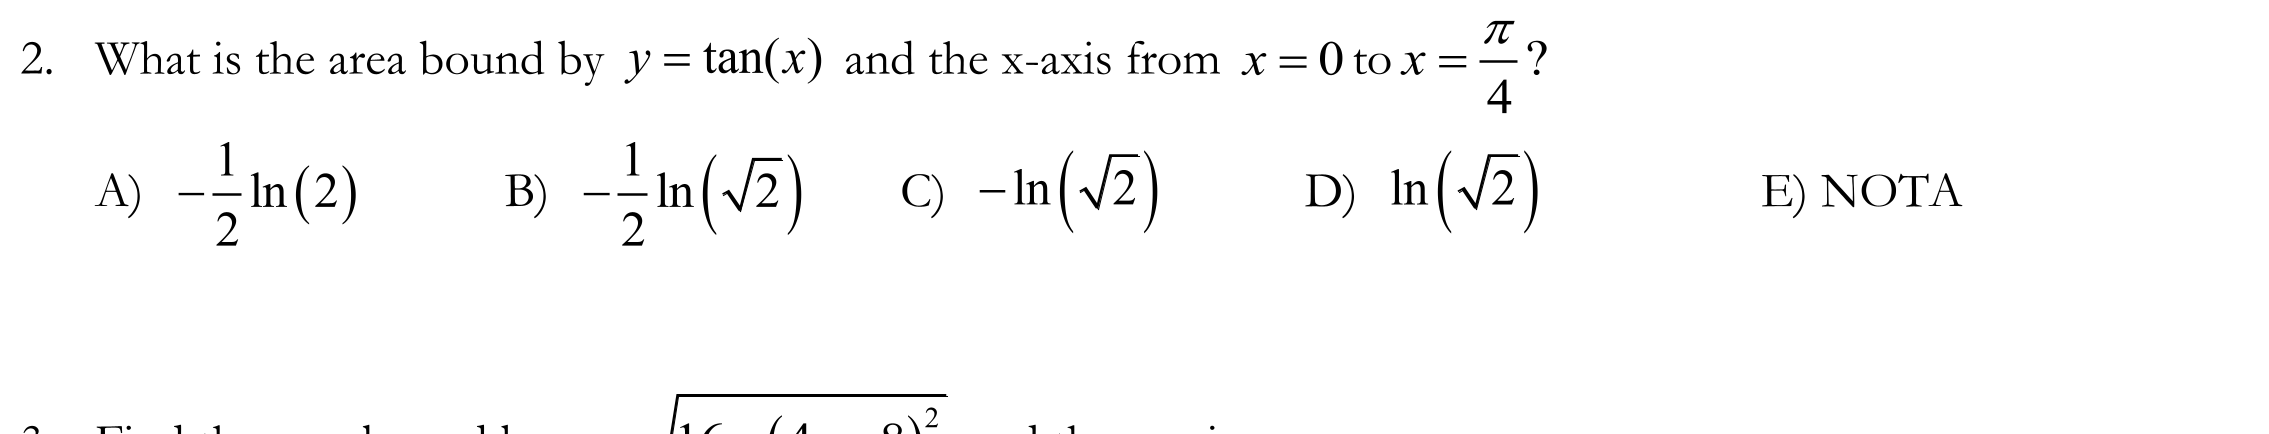 2. What is the area bound by y = tan(x) and the x-axis from x = 0 to x = π/4?
A) −1/2 ln(2) B) −1/2 ln(√2) C) −ln(√2) D) ln(√2) E) NOTA